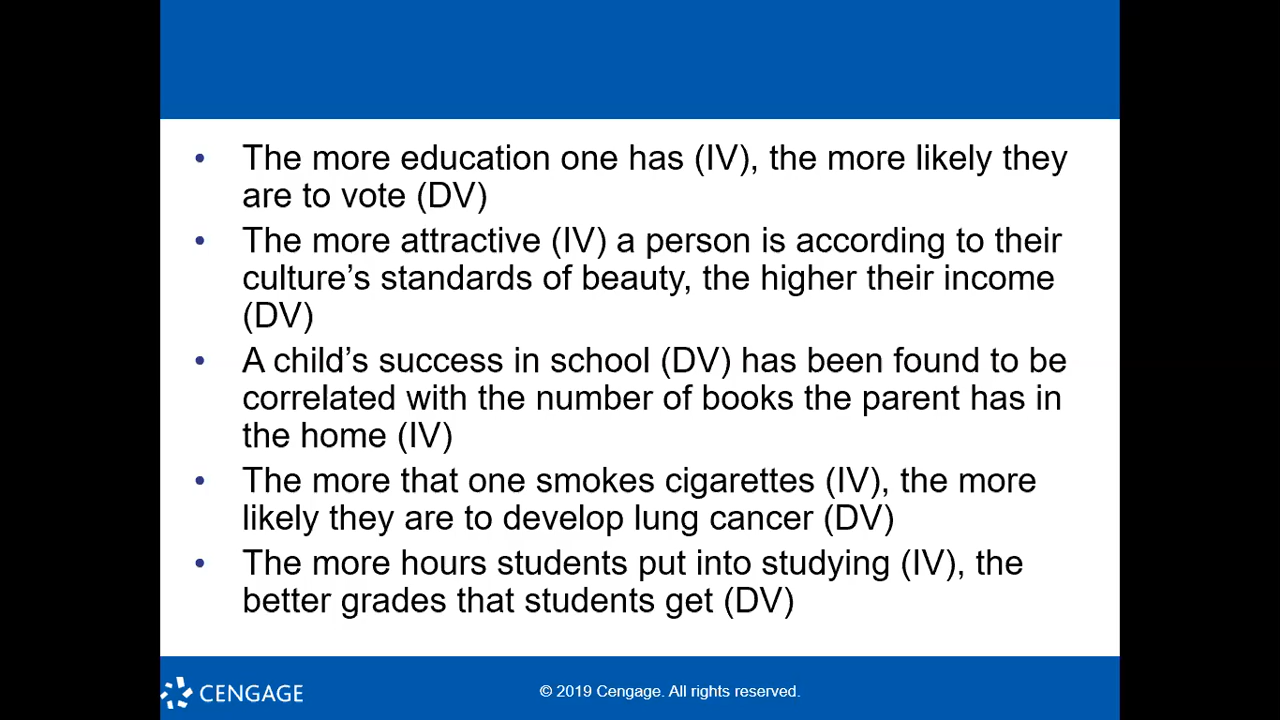 • The more education one has (IV), the more likely they
are to vote (DV)
• The more attractive (IV) a person is according to their
culture’s standards of beauty, the higher their income
(DV)
• A child’s success in school (DV) has been found to be
correlated with the number of books the parent has in
the home (IV)
• The more that one smokes cigarettes (IV), the more
likely they are to develop lung cancer (DV)
• The more hours students put into studying (IV), the
better grades that students get (DV)
CENGAGE
© 2019 Cengage. All rights reserved.